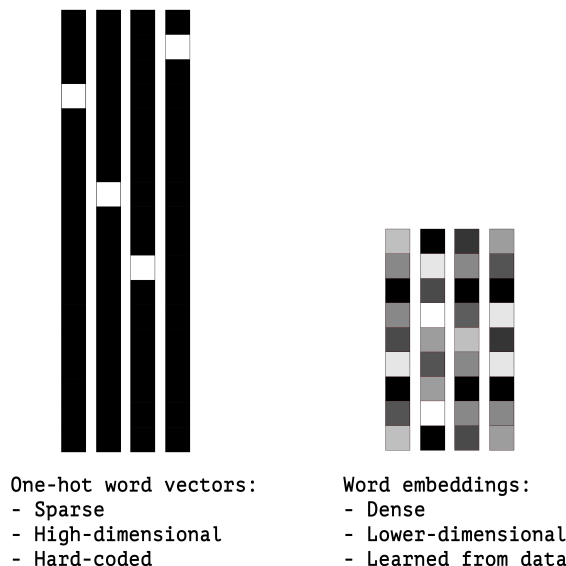 One-hot word vectors:
- Sparse
- High-dimensional
- Hard-coded
Word embeddings:
- Dense
- Lower-dimensional
- Learned from data